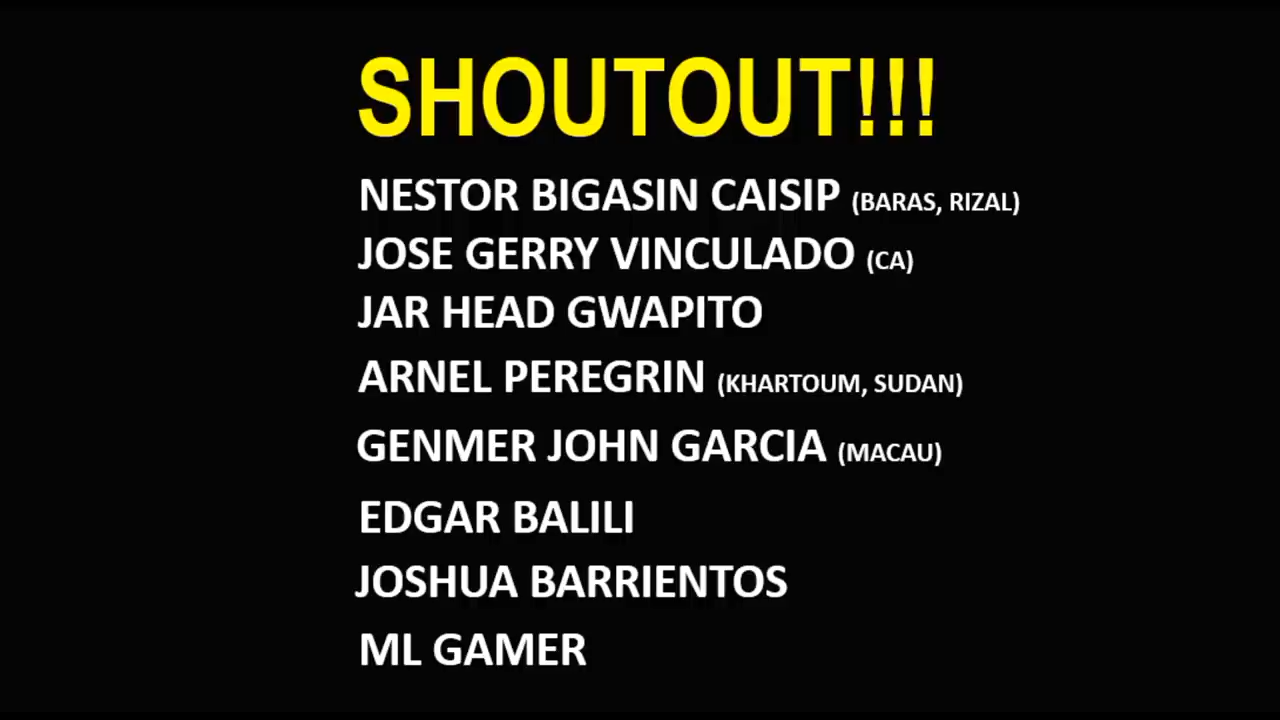 SHOUTOUT!!!
NESTOR BIGASIN CAISIP (BARAS, RIZAL)
JOSE GERRY VINCULADO (CA)
JAR HEAD GWAPITO
ARNEL PEREGRIN (KHARTOUM, SUDAN)
GENMER JOHN GARCIA (MACAU)
EDGAR BALILI
JOSHUA BARRIENTOS
ML GAMER